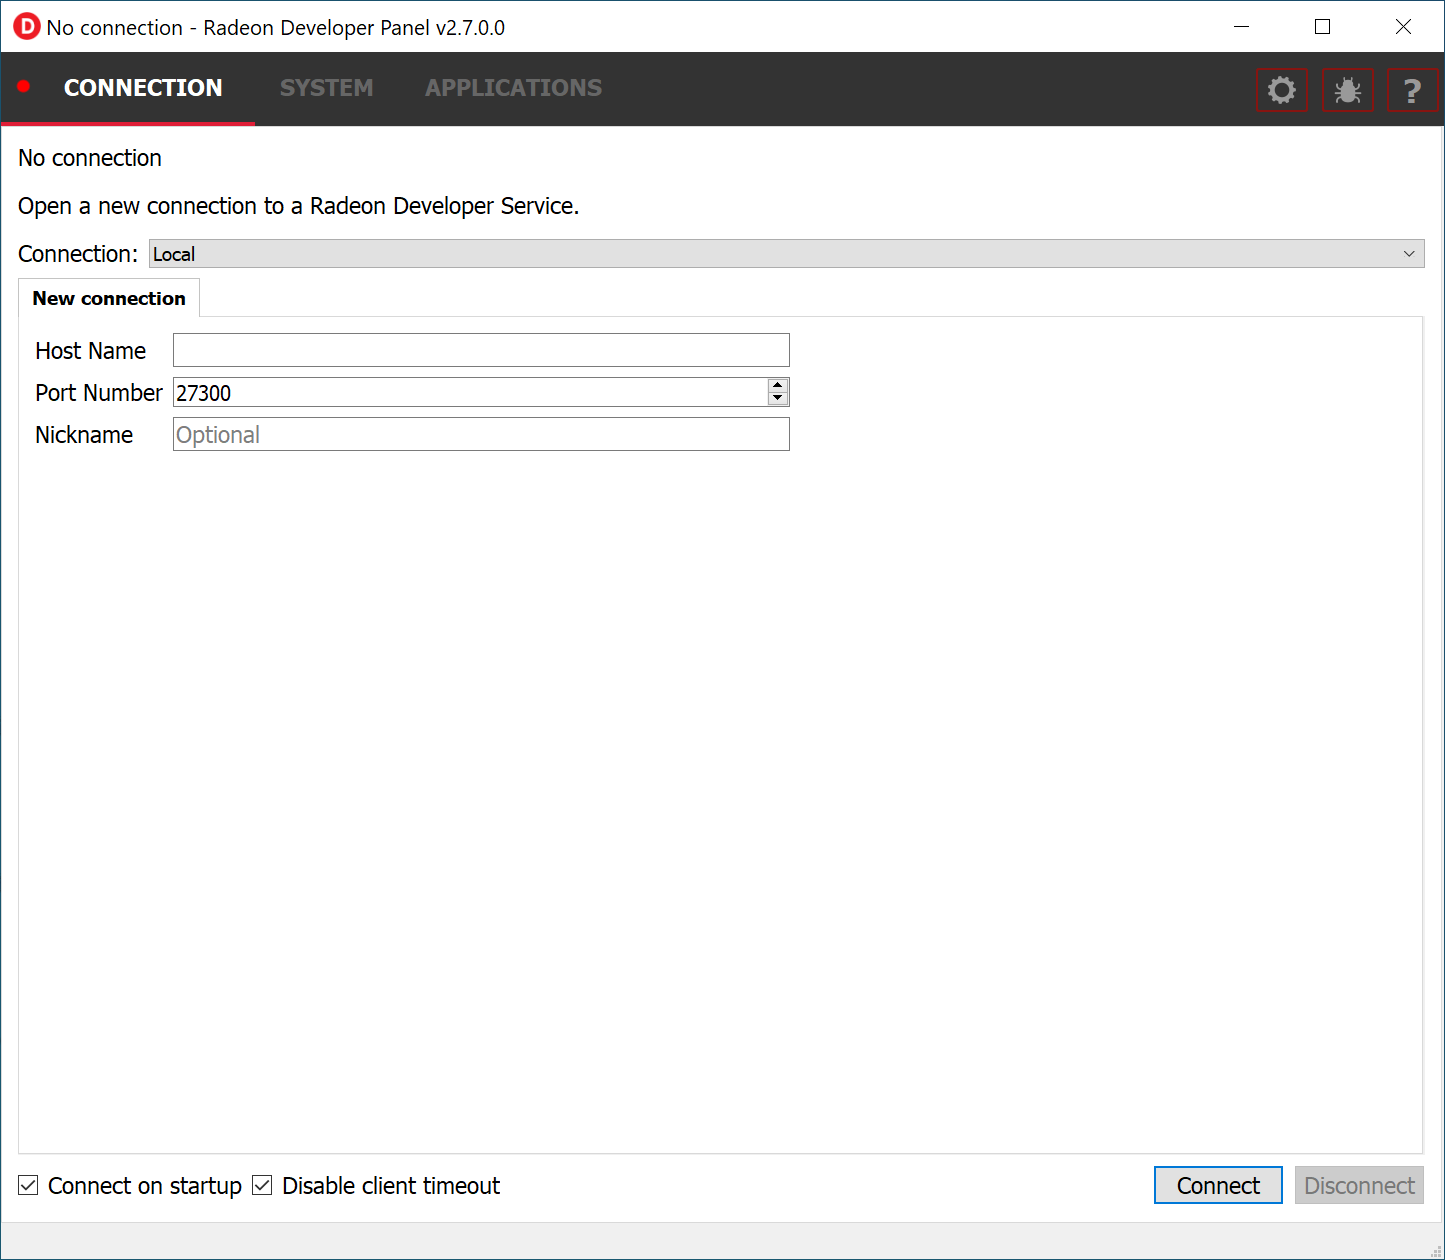 D No connection - Radeon Developer Panel v2.7.0.0
CONNECTION SYSTEM APPLICATIONS ?
No connection
Open a new connection to a Radeon Developer Service.
Connection: Local
New connection
Host Name
Port Number 27300
Nickname Optional
Connect on startup Disable client timeout Connect Disconnect